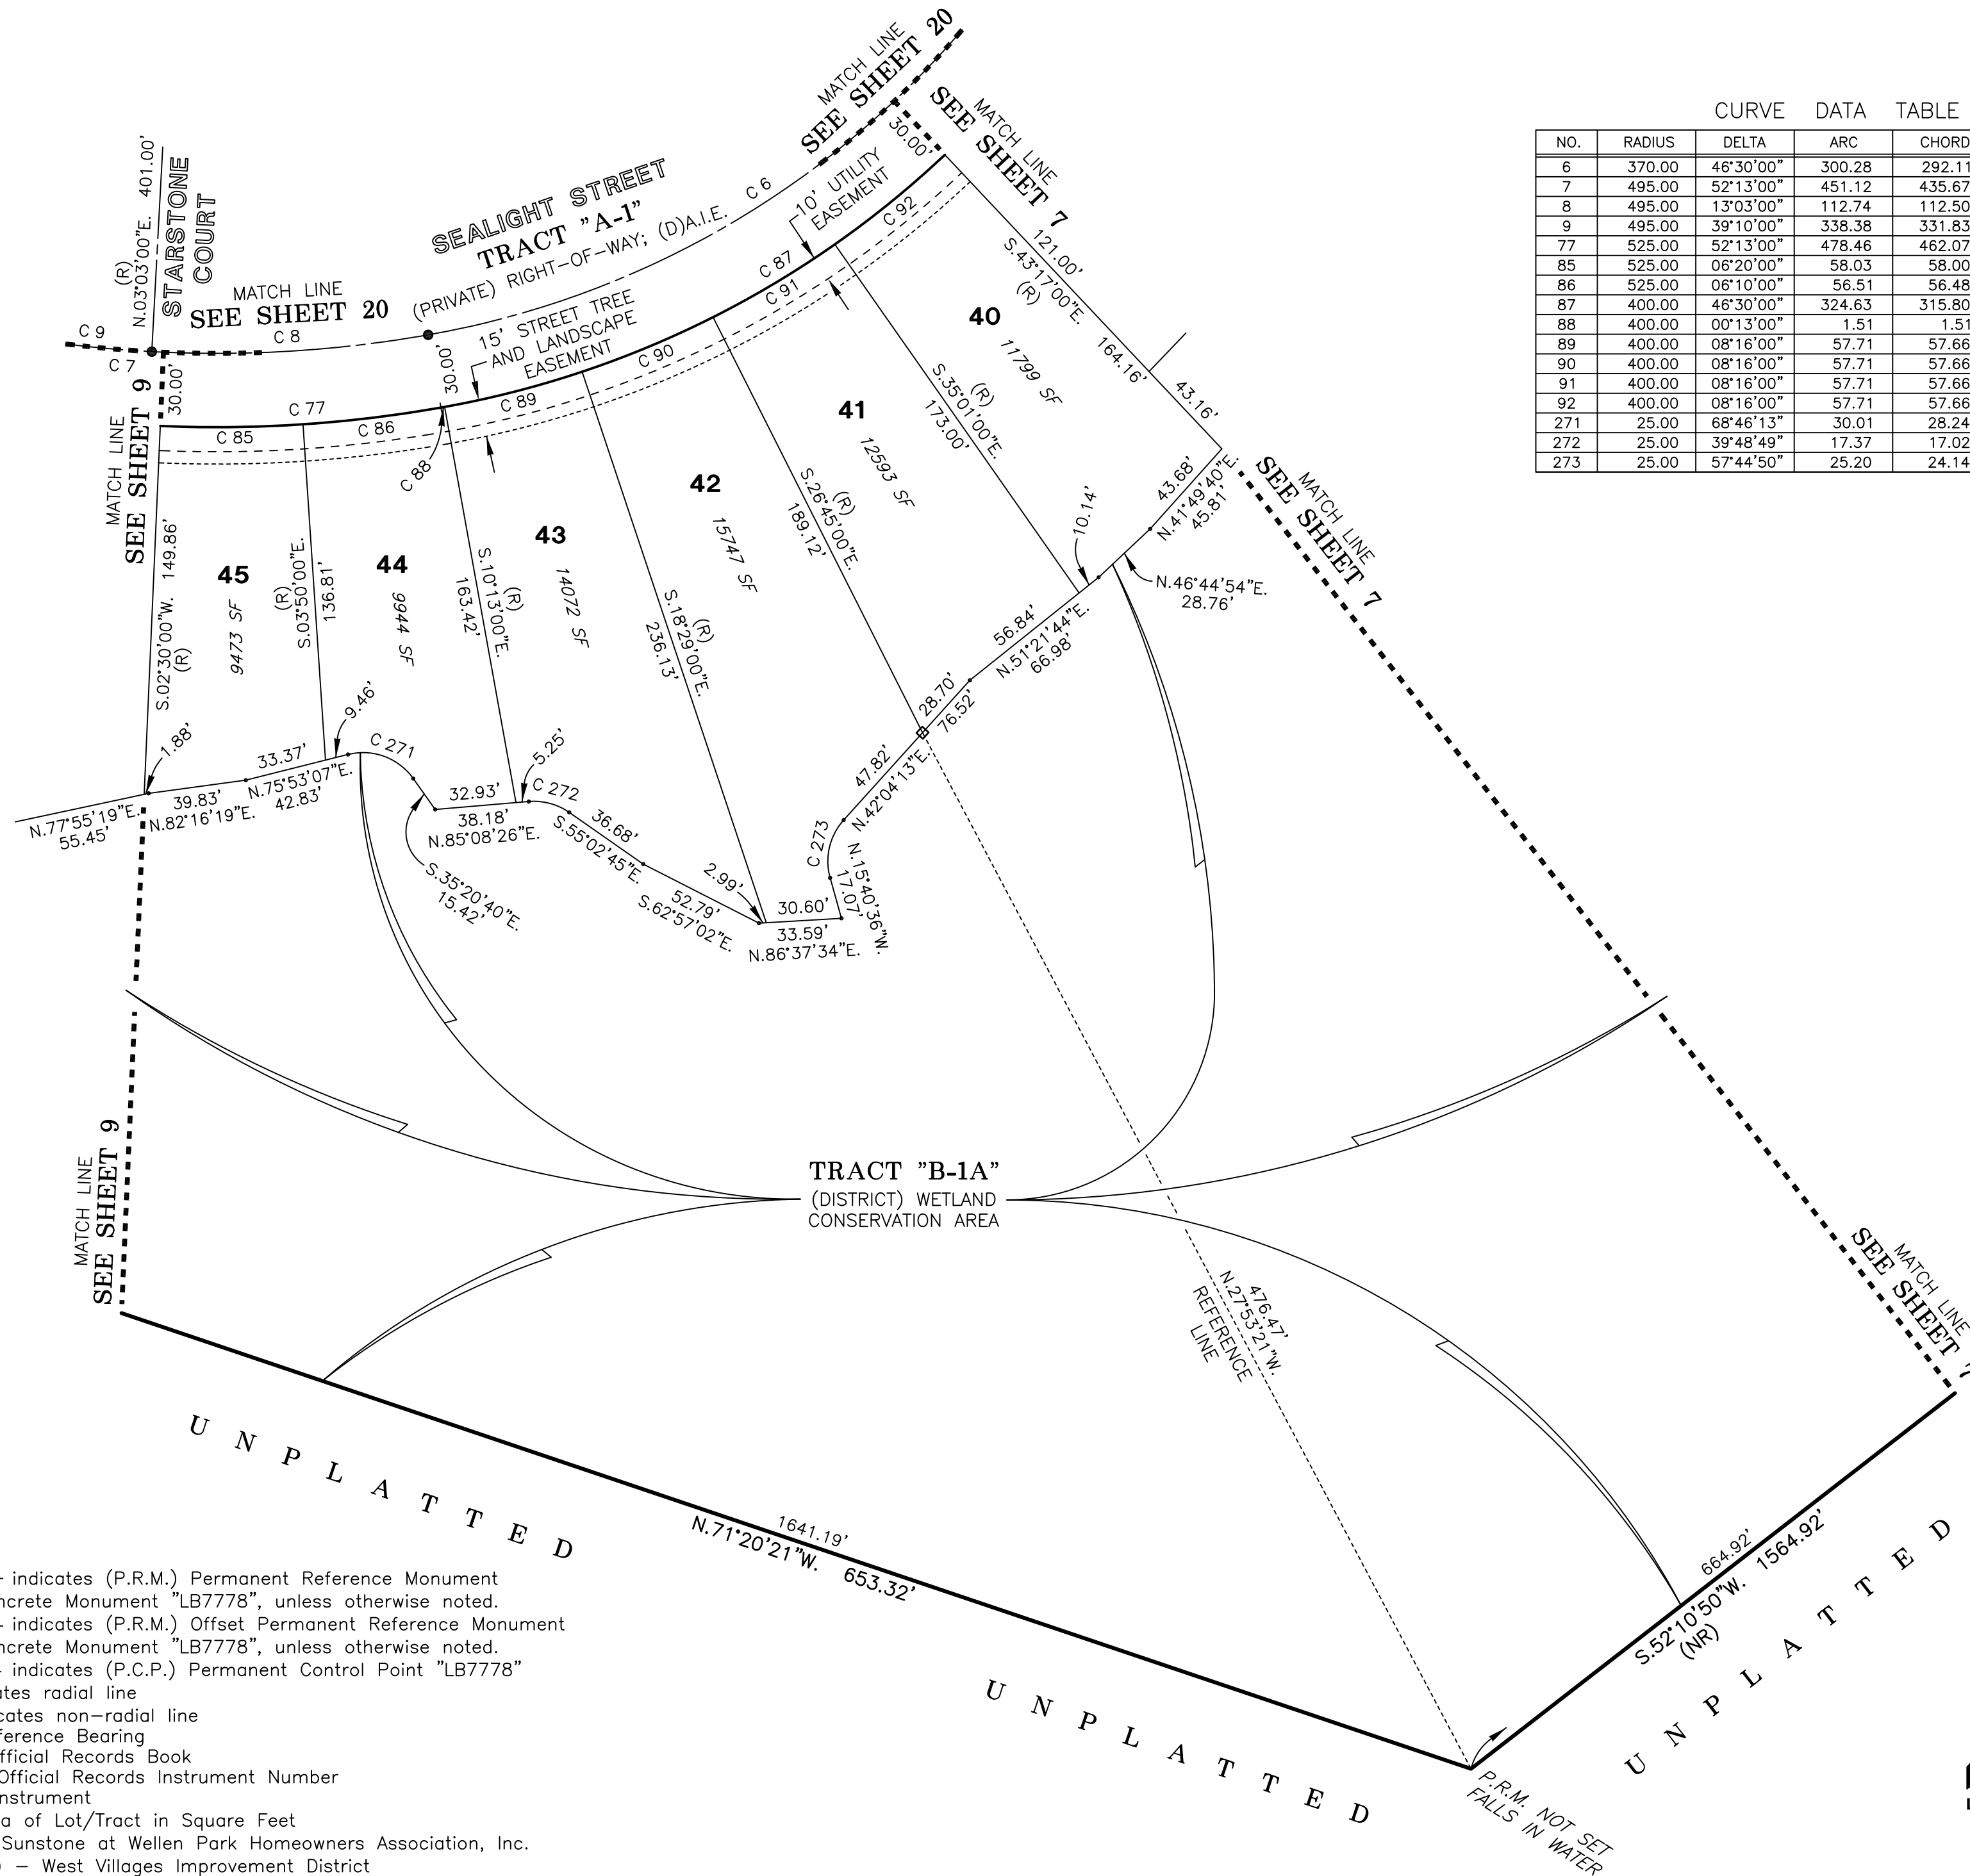 MATCH LINE
SEE SHEET 20
MATCH LINE
SEE SHEET 7
30.00'
CURVE DATA TABLE
NO. RADIUS DELTA ARC CHORD
6 370.00 46°30'00" 300.28 292.11
7 495.00 52°13'00" 451.12 435.67
8 495.00 13°03'00" 112.74 112.50
9 495.00 39°10'00" 338.38 331.83
77 525.00 52°13'00" 478.46 462.07
85 525.00 06°20'00" 58.03 58.00
86 525.00 06°10'00" 56.51 56.48
87 400.00 46°30'00" 324.63 315.80
88 400.00 00°13'00" 1.51 1.51
89 400.00 08°16'00" 57.71 57.66
90 400.00 08°16'00" 57.71 57.66
91 400.00 08°16'00" 57.71 57.66
92 400.00 08°16'00" 57.71 57.66
271 25.00 68°46'13" 30.01 28.24
272 25.00 39°48'49" 17.37 17.02
273 25.00 57°44'50" 25.20 24.14
N.03°03'00"E. 401.00'
(R)
STARSTONE
COURT
SEALIGHT STREET
TRACT "A-1"
(PRIVATE) RIGHT-OF-WAY; (D)A.I.E.
C 6
10' UTILITY
EASEMENT
MATCH LINE
SEE SHEET 20
C 9
C 7
C 8
30.00'
30.00'
15' STREET TREE
AND LANDSCAPE
EASEMENT
MATCH LINE
SEE SHEET 9
C 77
C 85
C 86
C 88
C 89
C 90
C 87
C 91
C 92
121.00'
S.43°17'00"E.
(R)
164.16'
43.16'
40
11799 SF
S.35°01'00"E.
(R)
173.00'
41
12593 SF
S.26°45'00"E.
(R)
189.12'
42
15747 SF
S.18°29'00"E.
(R)
236.13'
43
14072 SF
S.10°13'00"E.
(R)
163.42'
44
9944 SF
S.03°50'00"E.
(R)
136.81'
45
9473 SF
S.02°30'00"W. 149.86'
(R)
MATCH LINE
SEE SHEET 7
43.68'
N.41°49'40"E.
45.81'
10.14'
N.46°44'54"E.
28.76'
56.84'
N.51°21'44"E.
66.98'
28.70'
76.52'
47.82'
N.42°04'13"E.
C 273
N.15°40'36"W.
17.07'
30.60'
33.59'
N.86°37'34"E.
2.99'
52.79'
S.62°57'02"E.
36.68'
S.55°02'45"E.
C 272
5.25'
32.93'
38.18'
N.85°08'26"E.
S.35°20'40"E.
15.42'
C 271
9.46'
33.37'
N.75°53'07"E.
42.83'
39.83'
N.82°16'19"E.
1.88'
N.77°55'19"E.
55.45'
MATCH LINE
SEE SHEET 9
TRACT "B-1A"
(DISTRICT) WETLAND
CONSERVATION AREA
476.47'
N.27°53'21"W.
REFERENCE
LINE
MATCH LINE
SEE SHEET 7
UNPLATTED
1641.19'
N.71°20'21"W. 653.32'
UNPLATTED
664.92'
S.52°10'50"W. 1564.92'
(NR)
UNPLATTED
P.R.M. NOT SET
FALLS IN WATER
- indicates (P.R.M.) Permanent Reference Monument
ncrete Monument "LB7778", unless otherwise noted.
- indicates (P.R.M.) Offset Permanent Reference Monument
ncrete Monument "LB7778", unless otherwise noted.
- indicates (P.C.P.) Permanent Control Point "LB7778"
ates radial line
cates non-radial line
ference Bearing
fficial Records Book
Official Records Instrument Number
nstrument
a of Lot/Tract in Square Feet
Sunstone at Wellen Park Homeowners Association, Inc.
) - West Villages Improvement District